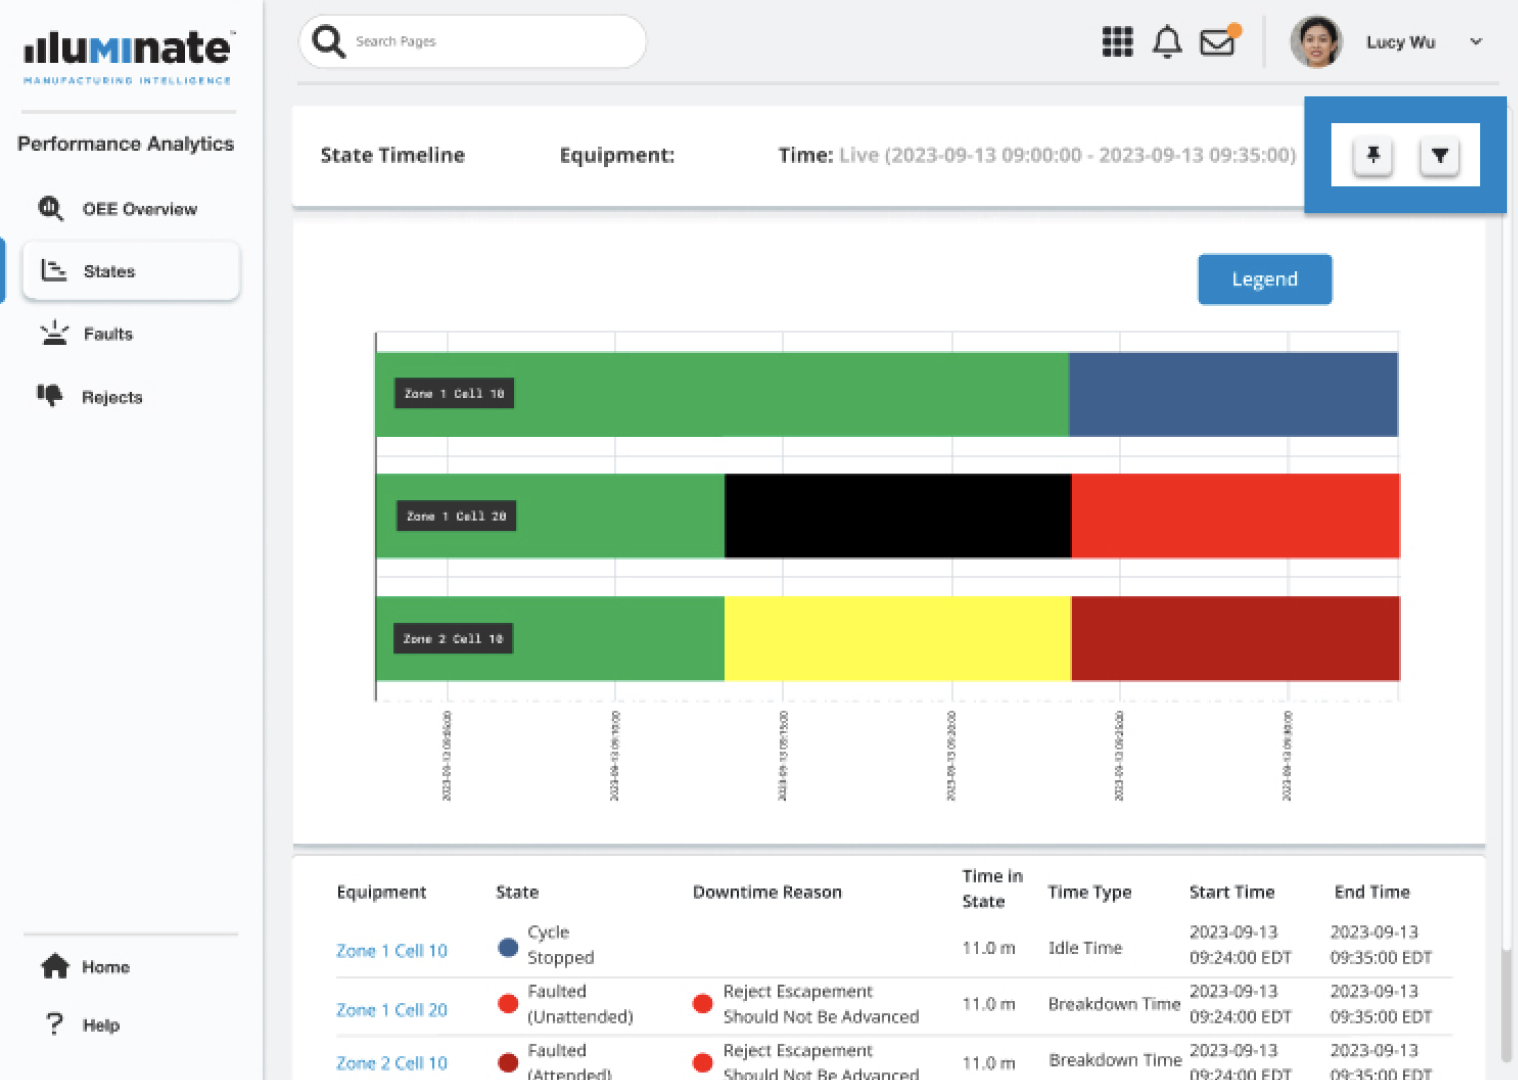 illuminate™
MANUFACTURING INTELLIGENCE
Search Pages
Lucy Wu
Performance Analytics
OEE Overview
States
Faults
Rejects
Home
Help
State Timeline
Equipment:
Time: Live (2023-09-13 09:00:00 - 2023-09-13 09:35:00)
Legend
Zone 1 Cell 10
Zone 1 Cell 20
Zone 2 Cell 10
2023-09-13 09:10:00
2023-09-13 09:15:00
2023-09-13 09:20:00
2023-09-13 09:25:00
2023-09-13 09:30:00
Equipment State Downtime Reason Time in State Time Type Start Time End Time
Zone 1 Cell 10 Cycle Stopped 11.0 m Idle Time 2023-09-13 09:24:00 EDT 2023-09-13 09:35:00 EDT
Zone 1 Cell 20 Faulted (Unattended) Reject Escapement Should Not Be Advanced 11.0 m Breakdown Time 2023-09-13 09:24:00 EDT 2023-09-13 09:35:00 EDT
Zone 2 Cell 10 Faulted (Attended) Reject Escapement Should Not Be Advanced 11.0 m Breakdown Time 2023-09-13 09:24:00 EDT 2023-09-13 09:35:00 EDT